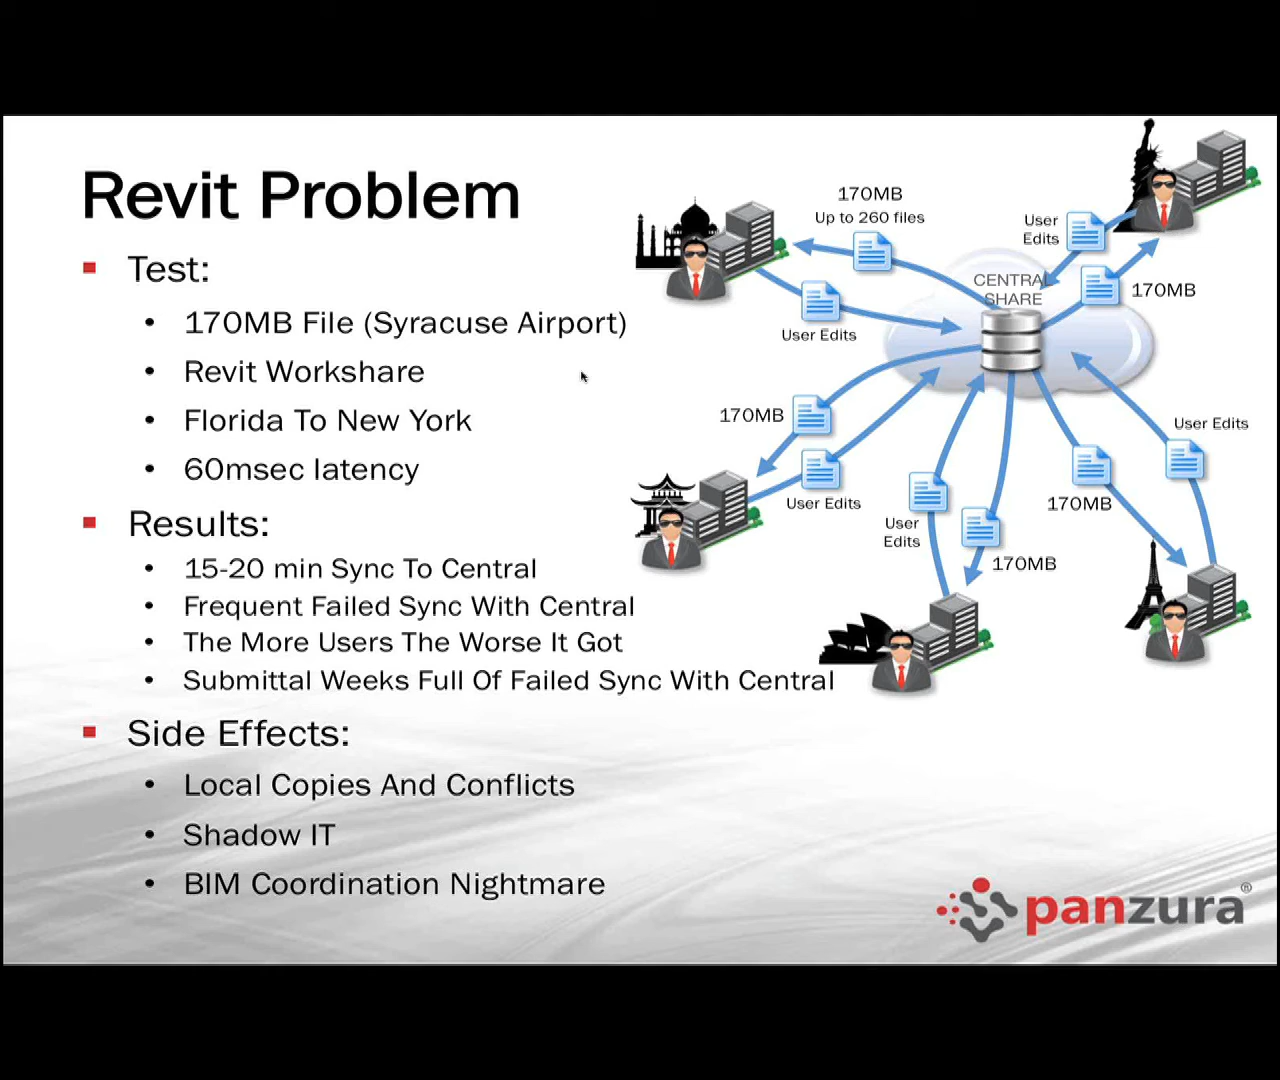 Revit Problem
Test:
170MB File (Syracuse Airport)
Revit Workshare
Florida To New York
60msec latency
Results:
15-20 min Sync To Central
Frequent Failed Sync With Central
The More Users The Worse It Got
Submittal Weeks Full Of Failed Sync With Central
Side Effects:
Local Copies And Conflicts
Shadow IT
BIM Coordination Nightmare
170MB
Up to 260 files
User Edits
User
Edits
170MB
CENTRAL
SHARE
170MB
User Edits
User
Edits
170MB
170MB
User Edits
panzura®